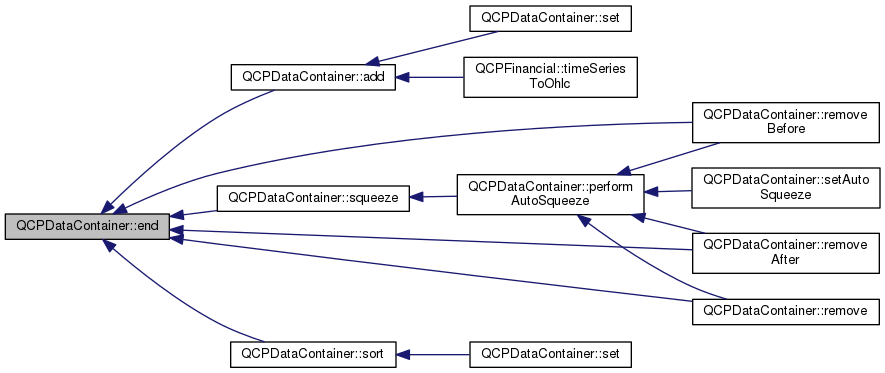 QCPDataContainer::set
QCPDataContainer::add
QCPFinancial::timeSeries
ToOhlc
QCPDataContainer::remove
Before
QCPDataContainer::squeeze
QCPDataContainer::perform
AutoSqueeze
QCPDataContainer::setAuto
Squeeze
QCPDataContainer::end
QCPDataContainer::remove
After
QCPDataContainer::remove
QCPDataContainer::sort
QCPDataContainer::set